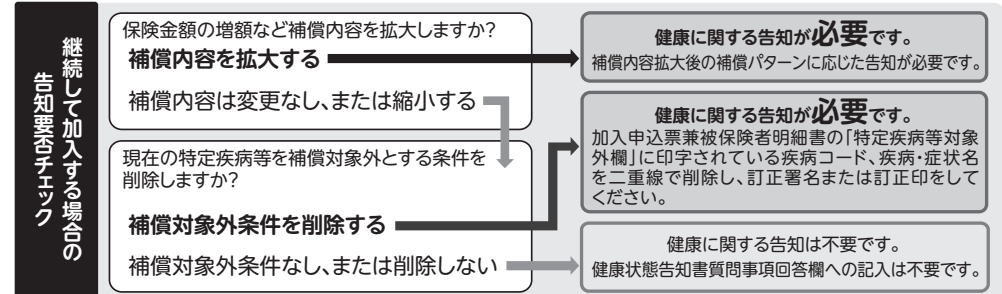 継続して加入する場合の
告知要否チェック
保険金額の増額など補償内容を拡大しますか?
補償内容を拡大する
補償内容は変更なし、または縮小する
健康に関する告知が必要です。
補償内容拡大後の補償パターンに応じた告知が必要です。
現在の特定疾病等を補償対象外とする条件を
削除しますか?
補償対象外条件を削除する
補償対象外条件なし、または削除しない
健康に関する告知が必要です。
加入申込票兼被保険者明細書の「特定疾病等対象
外欄」に印字されている疾病コード、疾病・症状名
を二重線で削除し、訂正署名または訂正印をして
ください。
健康に関する告知は不要です。
健康状態告知書質問事項回答欄への記入は不要です。